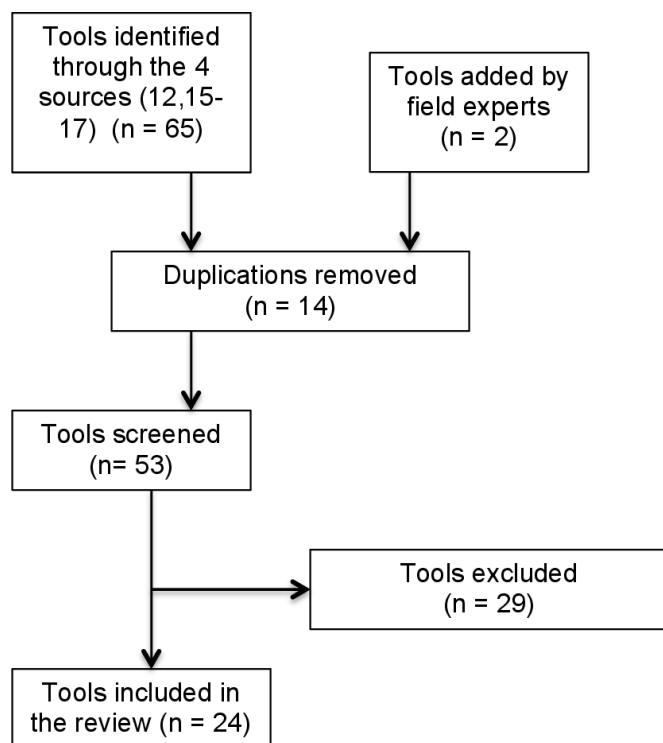 Tools identified
through the 4
sources (12,15-
17)  (n = 65)
Tools added by
field experts
(n = 2)
Duplications removed
(n = 14)
Tools screened
(n= 53)
Tools excluded
(n = 29)
Tools included in
the review (n = 24)